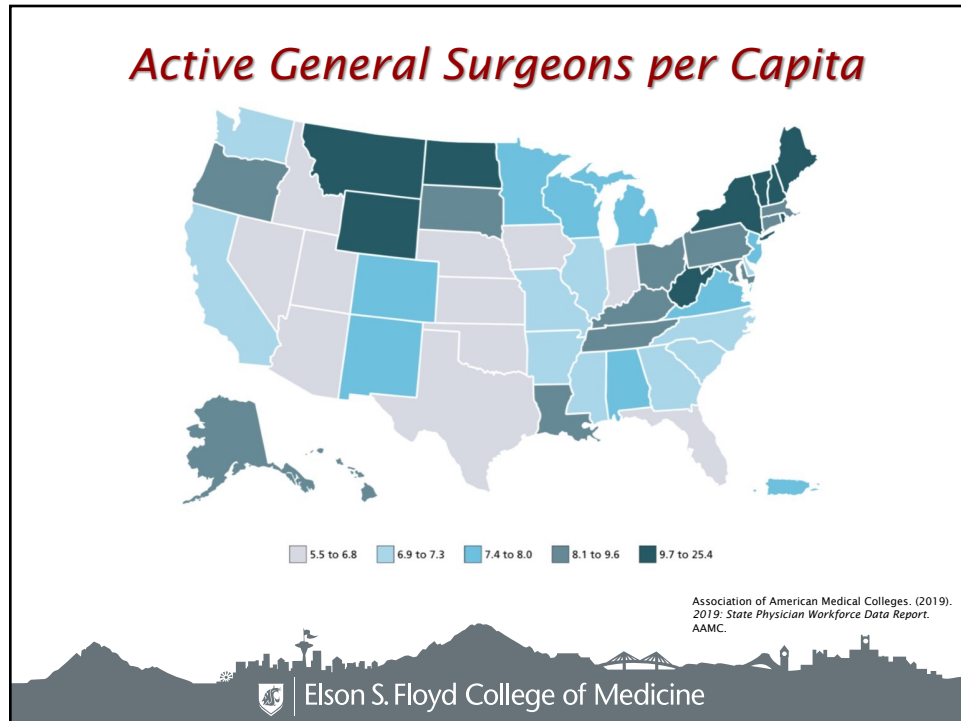 Active General Surgeons per Capita
5.5 to 6.8 6.9 to 7.3 7.4 to 8.0 8.1 to 9.6 9.7 to 25.4
Association of American Medical Colleges. (2019).
2019: State Physician Workforce Data Report.
AAMC.
Elson S. Floyd College of Medicine